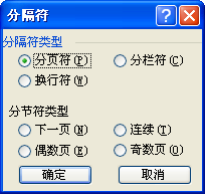 分隔符
分隔符类型
分页符(P) 分栏符(C)
换行符(W)
分节符类型
下一页(N) 连续(T)
偶数页(E) 奇数页(O)
确定 取消